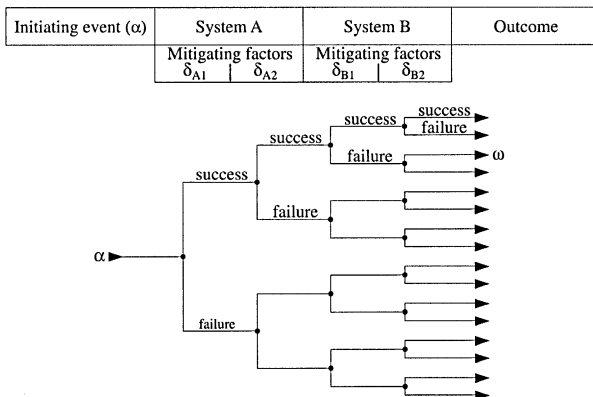 Initiating event (α) System A System B Outcome
Mitigating factors Mitigating factors
δA1 δA2 δB1 δB2
success
success failure
success
failure ω
success
failure
α
failure